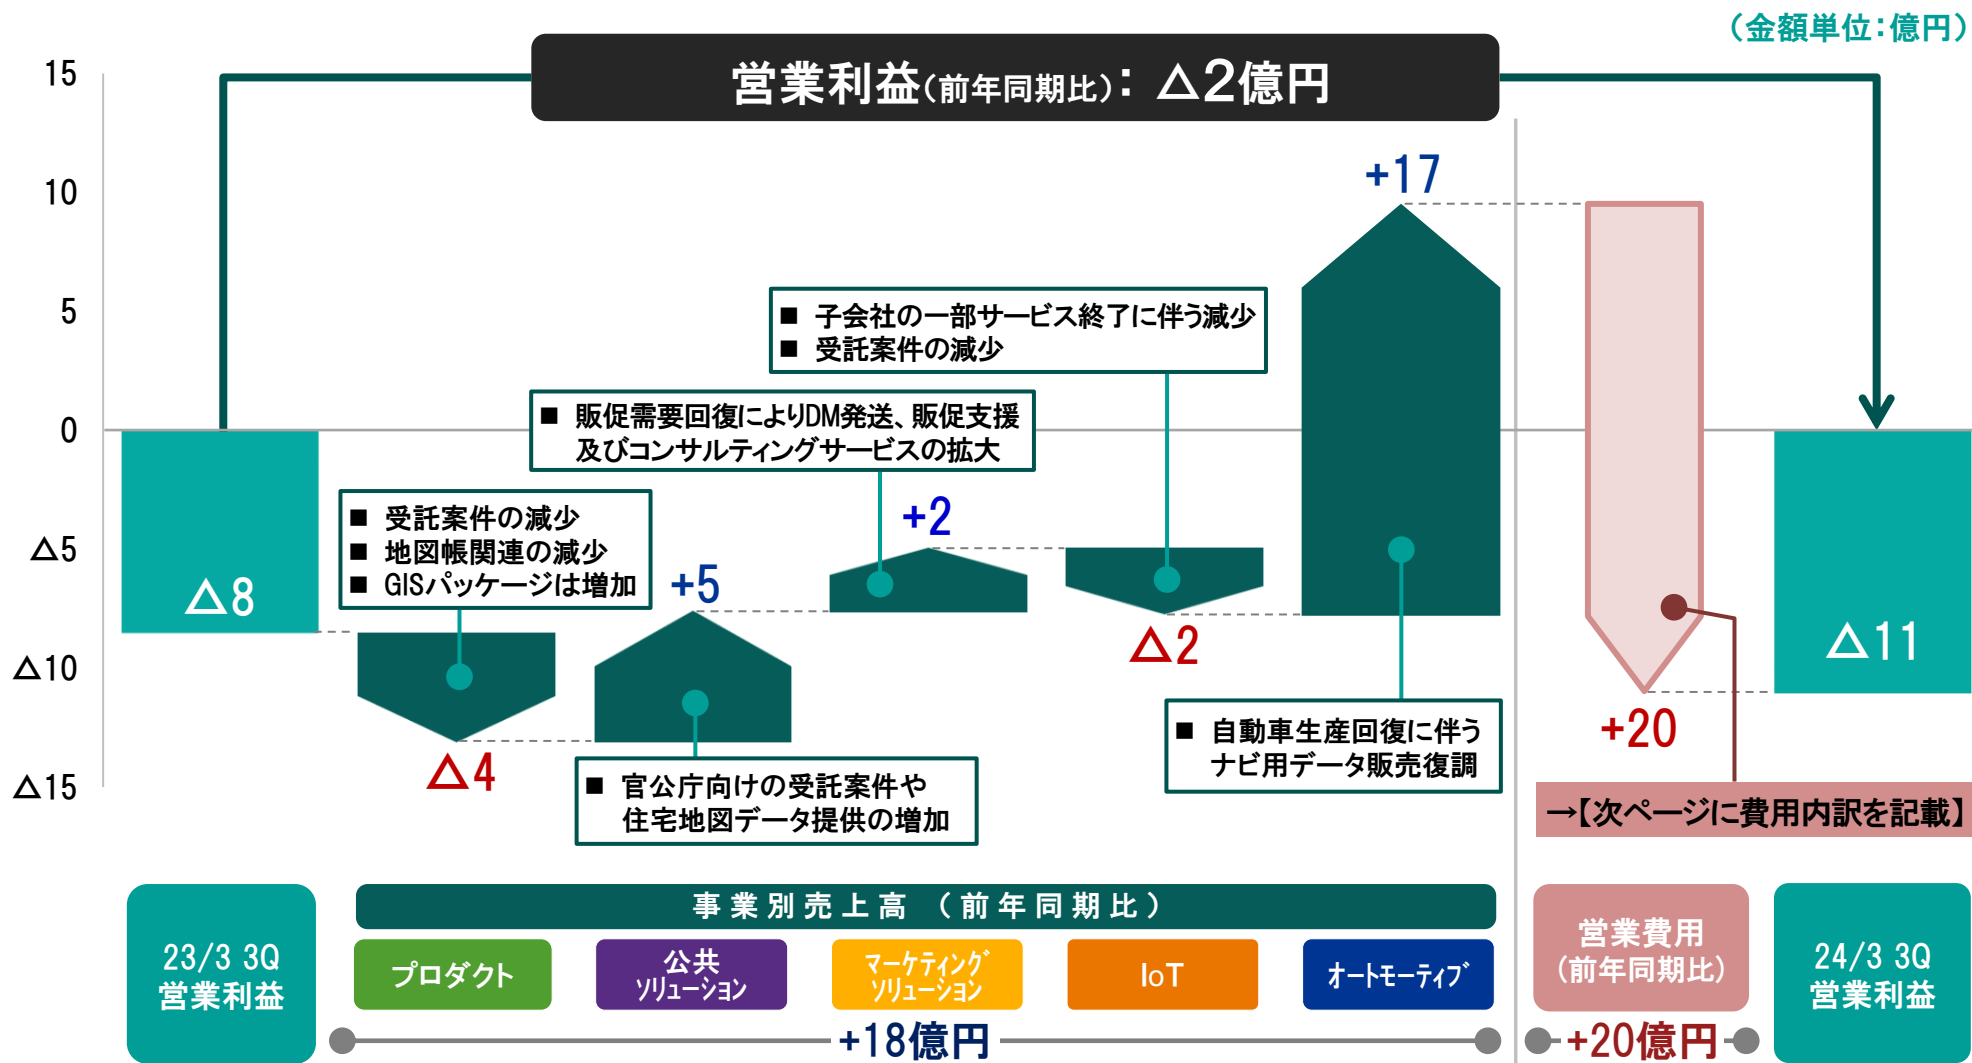 （金額単位：億円）
営業利益（前年同期比）： △2億円
15
10
5
0
△5
△10
△15
△8
■ 受託案件の減少
■ 地図帳関連の減少
■ GISパッケージは増加
△4
+5
■ 官公庁向けの受託案件や
住宅地図データ提供の増加
■ 販促需要回復によりDM発送、販促支援
及びコンサルティングサービスの拡大
+2
■ 子会社の一部サービス終了に伴う減少
■ 受託案件の減少
△2
+17
■ 自動車生産回復に伴う
ナビ用データ販売復調
+20
→【次ページに費用内訳を記載】
△11
23/3 3Q
営業利益
事業別売上高（前年同期比）
プロダクト
公共
ソリューション
マーケティング
ソリューション
IoT
オートモーティブ
+18億円
営業費用
（前年同期比）
+20億円
24/3 3Q
営業利益